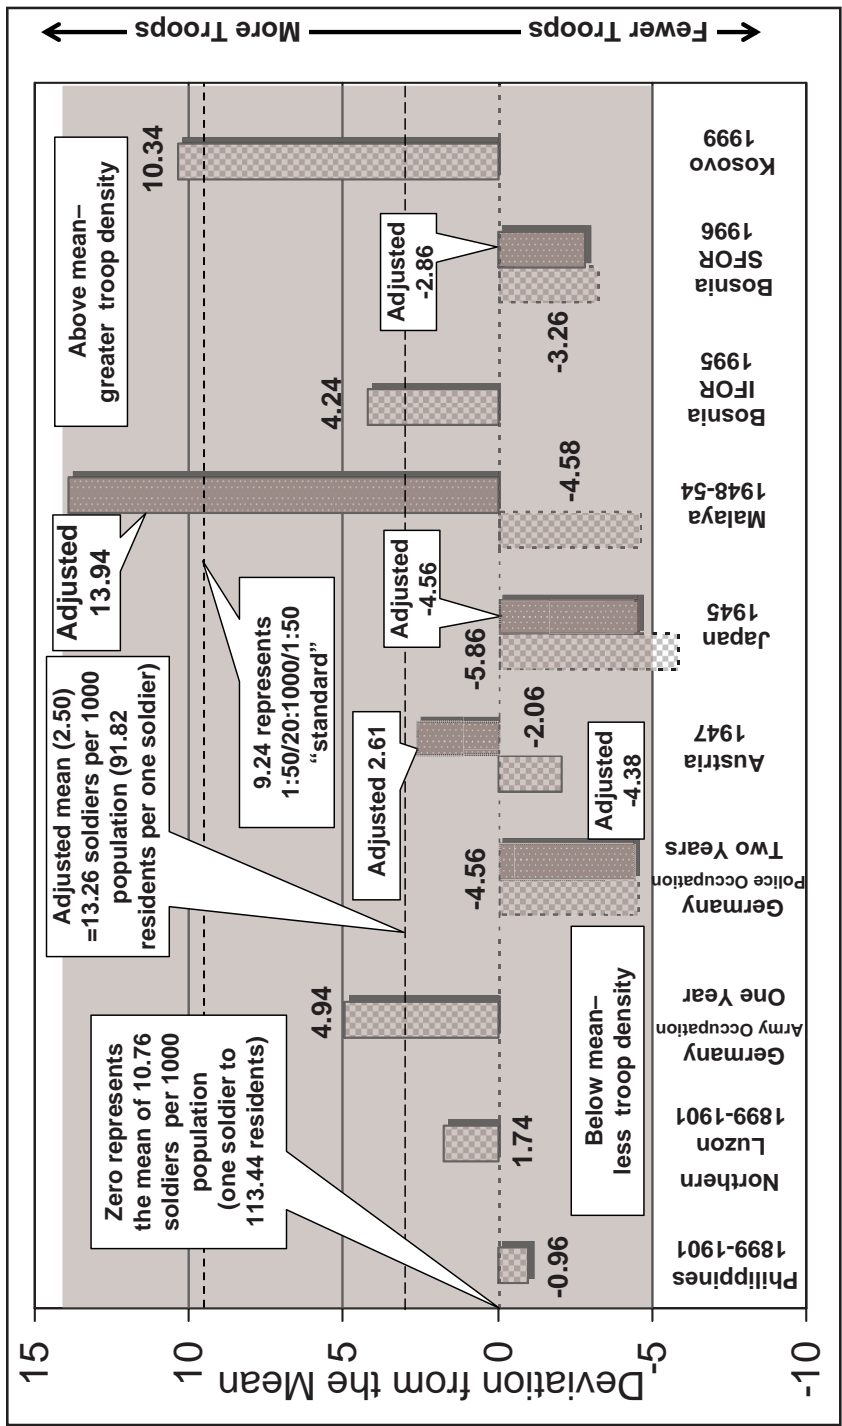 More Troops
Fewer Troops
Deviation from the Mean
15
10
5
0
-5
-10
Zero represents
the mean of 10.76
soldiers per 1000
population
(one soldier to
113.44 residents)
Adjusted mean (2.50)
=13.26 soldiers per 1000
population (91.82
residents per one soldier)
9.24 represents
1:50/20:1000/1:50
“standard”
Above mean–
greater troop density
Below mean–
less troop density
-0.96
1.74
4.94
-4.56
Adjusted
-4.38
Adjusted 2.61
-2.06
-5.86
Adjusted
-4.56
Adjusted
13.94
-4.58
4.24
Adjusted
-2.86
-3.26
10.34
Philippines
1899-1901
Northern
Luzon
1899-1901
Germany
Army Occupation
One Year
Germany
Police Occupation
Two Years
Austria
1947
Japan
1945
Malaya
1948-54
Bosnia
IFOR
1995
Bosnia
SFOR
1996
Kosovo
1999